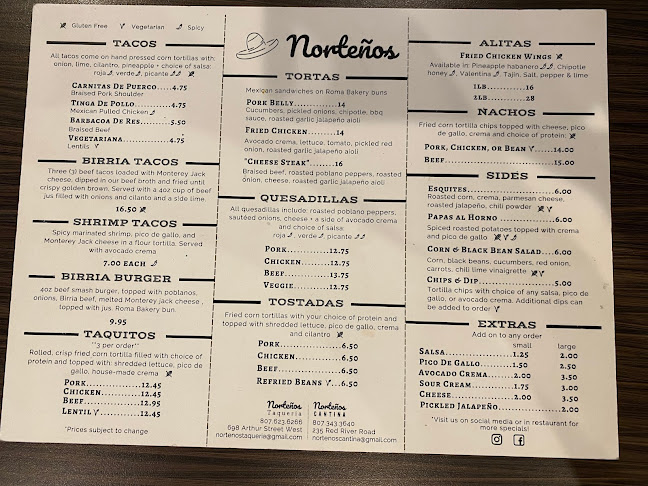 Gluten Free Vegetarian Spicy
TACOS
All tacos come on hand pressed corn tortillas with:
onion, lime, cilantro, pineapple + choice of salsa:
roja, verde, picante
Carnitas De Puerco.....4.75
Braised Pork Shoulder
Tinga De Pollo..........4.75
Mexican Pulled Chicken
Barbacoa De Res........5.50
Braised Beef
Vegetariana..............4.75
Lentils
BIRRIA TACOS
Three (3) beef tacos loaded with Monterey Jack
cheese, dipped in our beef broth and fried until
crispy golden brown. Served with a 4oz cup of beef
jus filled with onions and cilantro and a side lime.
16.50
SHRIMP TACOS
Spicy marinated shrimp, pico de gallo, and
Monterey Jack cheese in a flour tortilla. Served
with avocado crema
7.00 EACH
BIRRIA BURGER
4oz beef smash burger, topped with poblanos,
onions, Birria beef, melted Monterey jack cheese,
topped with jus. Roma Bakery bun.
9.95
TAQUITOS
**3 per order**
Rolled, crisp fried corn tortilla filled with choice of
protein and topped with: shredded lettuce, pico de
gallo, house-made crema
Pork.................12.45
Chicken.............12.45
Beef..................12.95
Lentil...............12.45
*Prices subject to change
Norteños
TORTAS
Mexican sandwiches on Roma Bakery buns
Pork Belly................14
Cucumbers, pickled onions, chipotle, bbq
sauce, roasted garlic jalapeño aioli
Fried Chicken............14
Avocado crema, lettuce, tomato, pickled red
onion, roasted garlic jalapeño aioli
"Cheese Steak"...........16
Braised beef, roasted poblano peppers, roasted
onion, cheese, roasted garlic jalapeño aioli
QUESADILLAS
All quesadillas include: roasted poblano peppers,
sautéed onions, cheese + a side of avocado crema
and choice of salsa:
roja, verde, picante
Pork...............12.75
Chicken...........12.75
Beef...............13.75
Veggie.............12.75
TOSTADAS
Fried corn tortillas with your choice of protein and
topped with shredded lettuce, pico de gallo, crema
and cilantro
Pork....................6.50
Chicken................6.50
Beef....................6.50
Refried Beans.....6.50
Norteños
Taqueria
807.623.6266
698 Arthur Street West
nortenostaqueria@gmail.com
Norteños
CANTINA
807.343.3640
235 Red River Road
nortenoscantina@gmail.com
ALITAS
Fried Chicken Wings
Available in: Pineapple habanero, Chipotle
honey, Valentina, Tajin, Salt, pepper & lime
1LB..............16
2LB..............28
NACHOS
Fried corn tortilla chips topped with cheese, pico de
gallo, crema and choice of protein:
Pork, Chicken, or Bean......14.00
Beef...............................15.00
SIDES
Esquites............................6.00
Roasted corn, crema, parmesan cheese,
roasted jalapeño, chili powder
Papas al Horno.................6.00
Spiced roasted potatoes topped with crema
and pico de gallo
Corn & Black Bean Salad....6.00
Corn, black beans, cucumber, red onion,
carrots, chili lime vinaigrette
Chips & Dip.......................5.00
Tortilla chips with choice of any salsa, pico de
gallo, or avocado crema. Additional dips can
be added to order
EXTRAS
Add on to any order
small large
Salsa....................1.25 2.00
Pico De Gallo..........1.50 2.50
Avocado Crema........2.00 3.50
Sour Cream.............1.75 3.00
Cheese...................2.00 3.50
Pickled Jalapeño...............2.00
*Visit us on social media or in restaurant for
more specials!